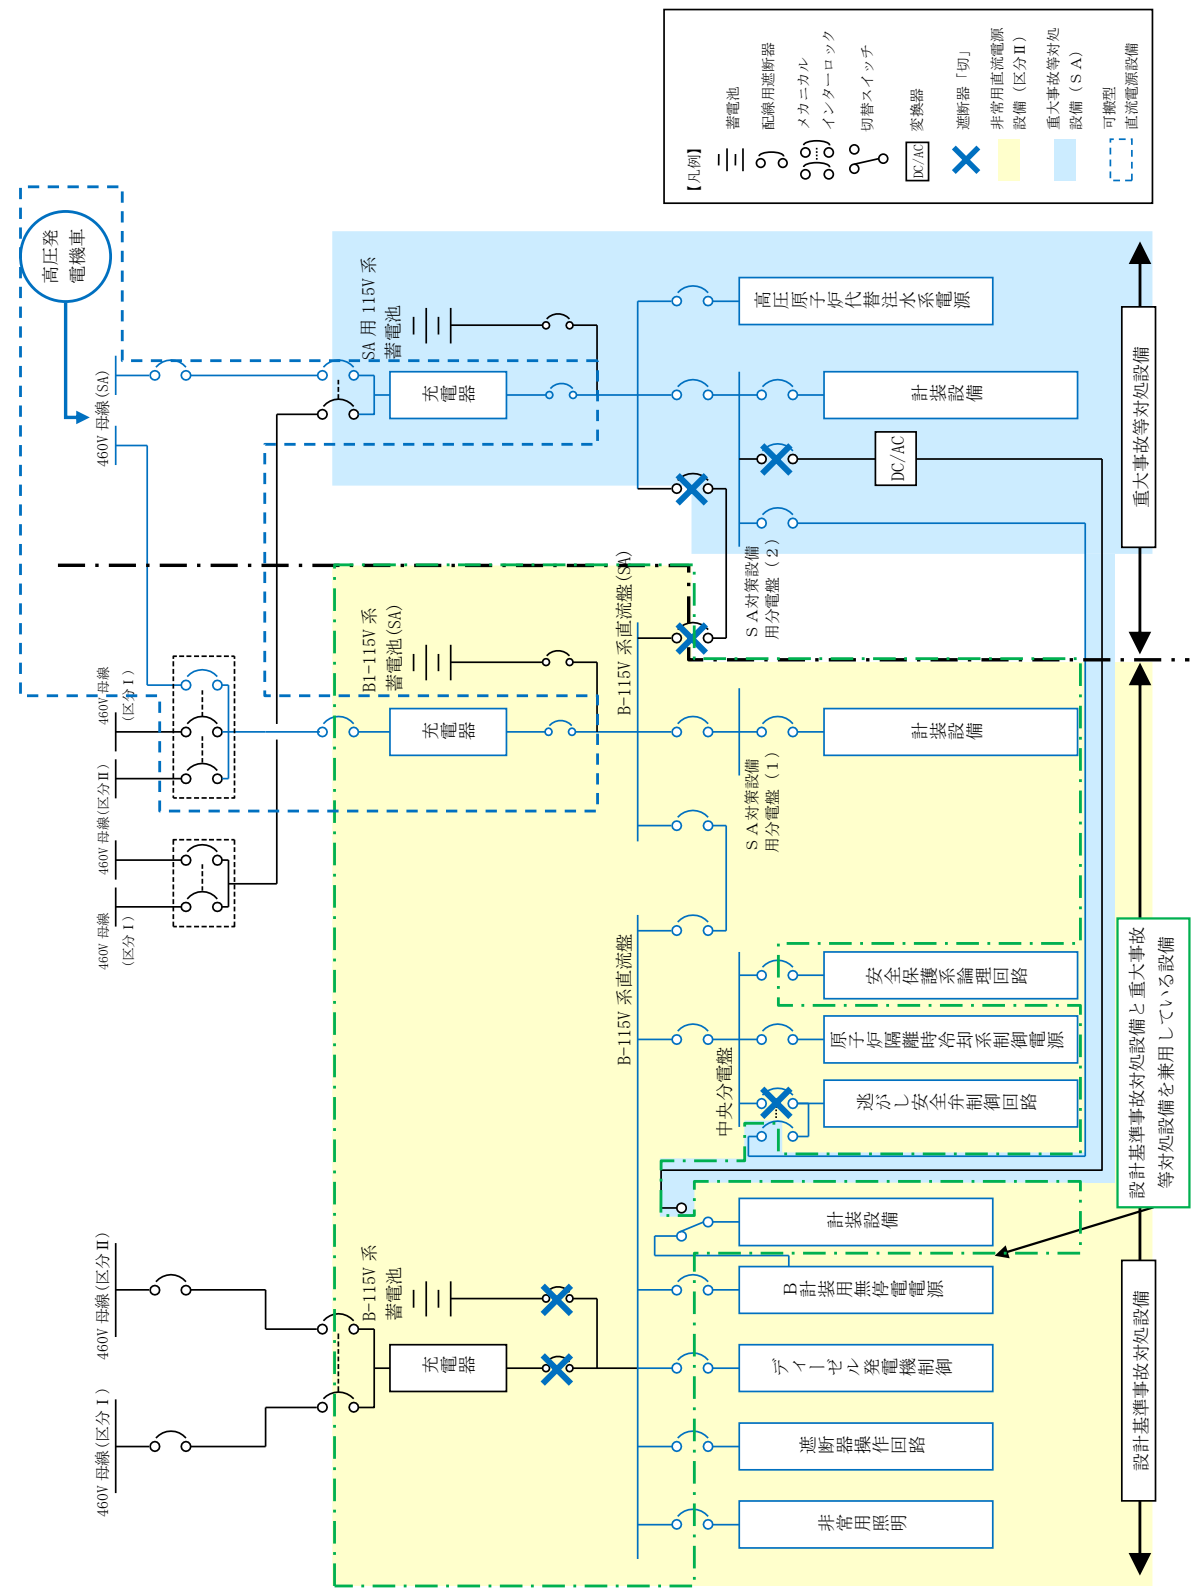 【凡例】
蓄電池
配線用遮断器
メカニカル
インターロック
切替スイッチ
DC/AC
変換器
遮断器「切」
非常用直流電源
設備（区分Ⅱ）
重大事故等対処
設備（ＳＡ）
可搬型
直流電源設備
高圧発
電機車
460V 母線(SA)
SA 用 115V 系
蓄電池
充電器
高圧原子炉代替注水系電源
計装設備
DC/AC
ＳＡ対策設備
用分電盤（2）
重大事故等対処設備
460V 母線
(区分Ⅰ)
460V 母線(区分Ⅱ)
460V 母線(区分Ⅱ)
460V 母線
(区分Ⅰ)
B1-115V 系
蓄電池(SA)
充電器
B-115V 系直流盤(SA)
計装設備
ＳＡ対策設備
用分電盤（1）
B-115V 系直流盤
中央分電盤
安全保護系論理回路
原子炉隔離時冷却系制御電源
逃がし安全弁制御回路
設計基準事故対処設備と重大事故
等対処設備を兼用している設備
460V 母線(区分Ⅱ)
460V 母線(区分Ⅰ)
B-115V 系
蓄電池
充電器
計装設備
B計装用無停電電源
ディーゼル発電機制御
遮断器操作回路
非常用照明
設計基準事故対処設備